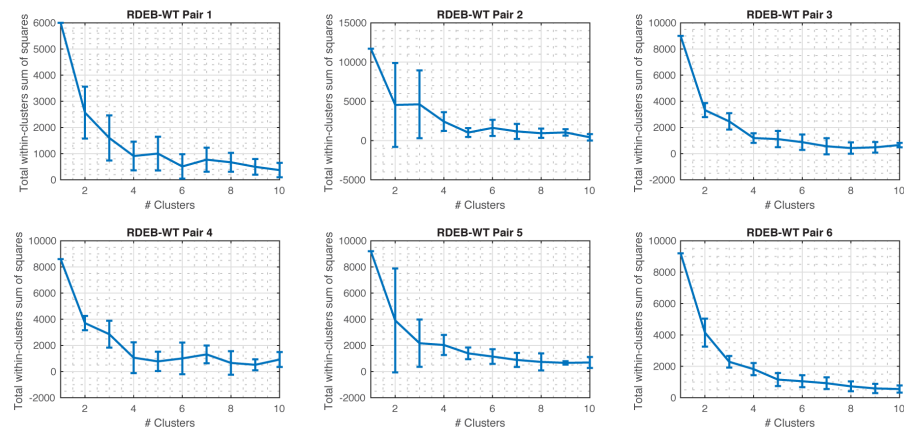 RDEB-WT Pair 1
Total within-clusters sum of squares
6000
5000
4000
3000
2000
1000
0
2 4 6 8 10
# Clusters
RDEB-WT Pair 2
Total within-clusters sum of squares
15000
10000
5000
0
-5000
2 4 6 8 10
# Clusters
RDEB-WT Pair 3
Total within-clusters sum of squares
10000
8000
6000
4000
2000
0
-2000
2 4 6 8 10
# Clusters
RDEB-WT Pair 4
Total within-clusters sum of squares
10000
8000
6000
4000
2000
0
-2000
2 4 6 8 10
# Clusters
RDEB-WT Pair 5
Total within-clusters sum of squares
10000
8000
6000
4000
2000
0
-2000
2 4 6 8 10
# Clusters
RDEB-WT Pair 6
Total within-clusters sum of squares
10000
8000
6000
4000
2000
0
2 4 6 8 10
# Clusters